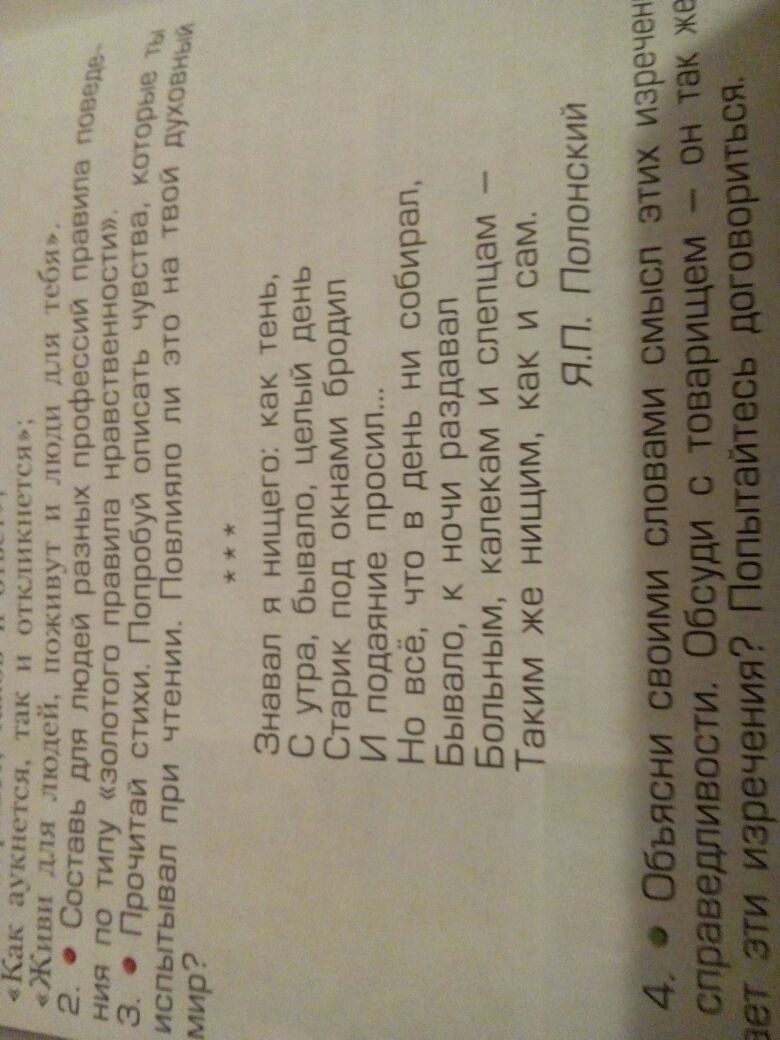 «Как аукнется, так и откликнется»;
«Живи для людей, поживут и люди для тебя».
2. • Составь для людей разных профессий правила поведе-
ния по типу «золотого правила нравственности».
3. • Прочитай стихи. Попробуй описать чувства, которые ты
испытывал при чтении. Повлияло ли это на твой духовный
мир?
* * *
Знавал я нищего: как тень,
С утра, бывало, целый день
Старик под окнами бродил
И подаяние просил...
Но всё, что в день ни собирал,
Бывало, к ночи раздавал
Больным, калекам и слепцам –
Таким же нищим, как и сам.
Я.П. Полонский
4. • Объясни своими словами смысл этих изречен
справедливости. Обсуди с товарищем – он так же
ает эти изречения? Попытайтесь договориться.